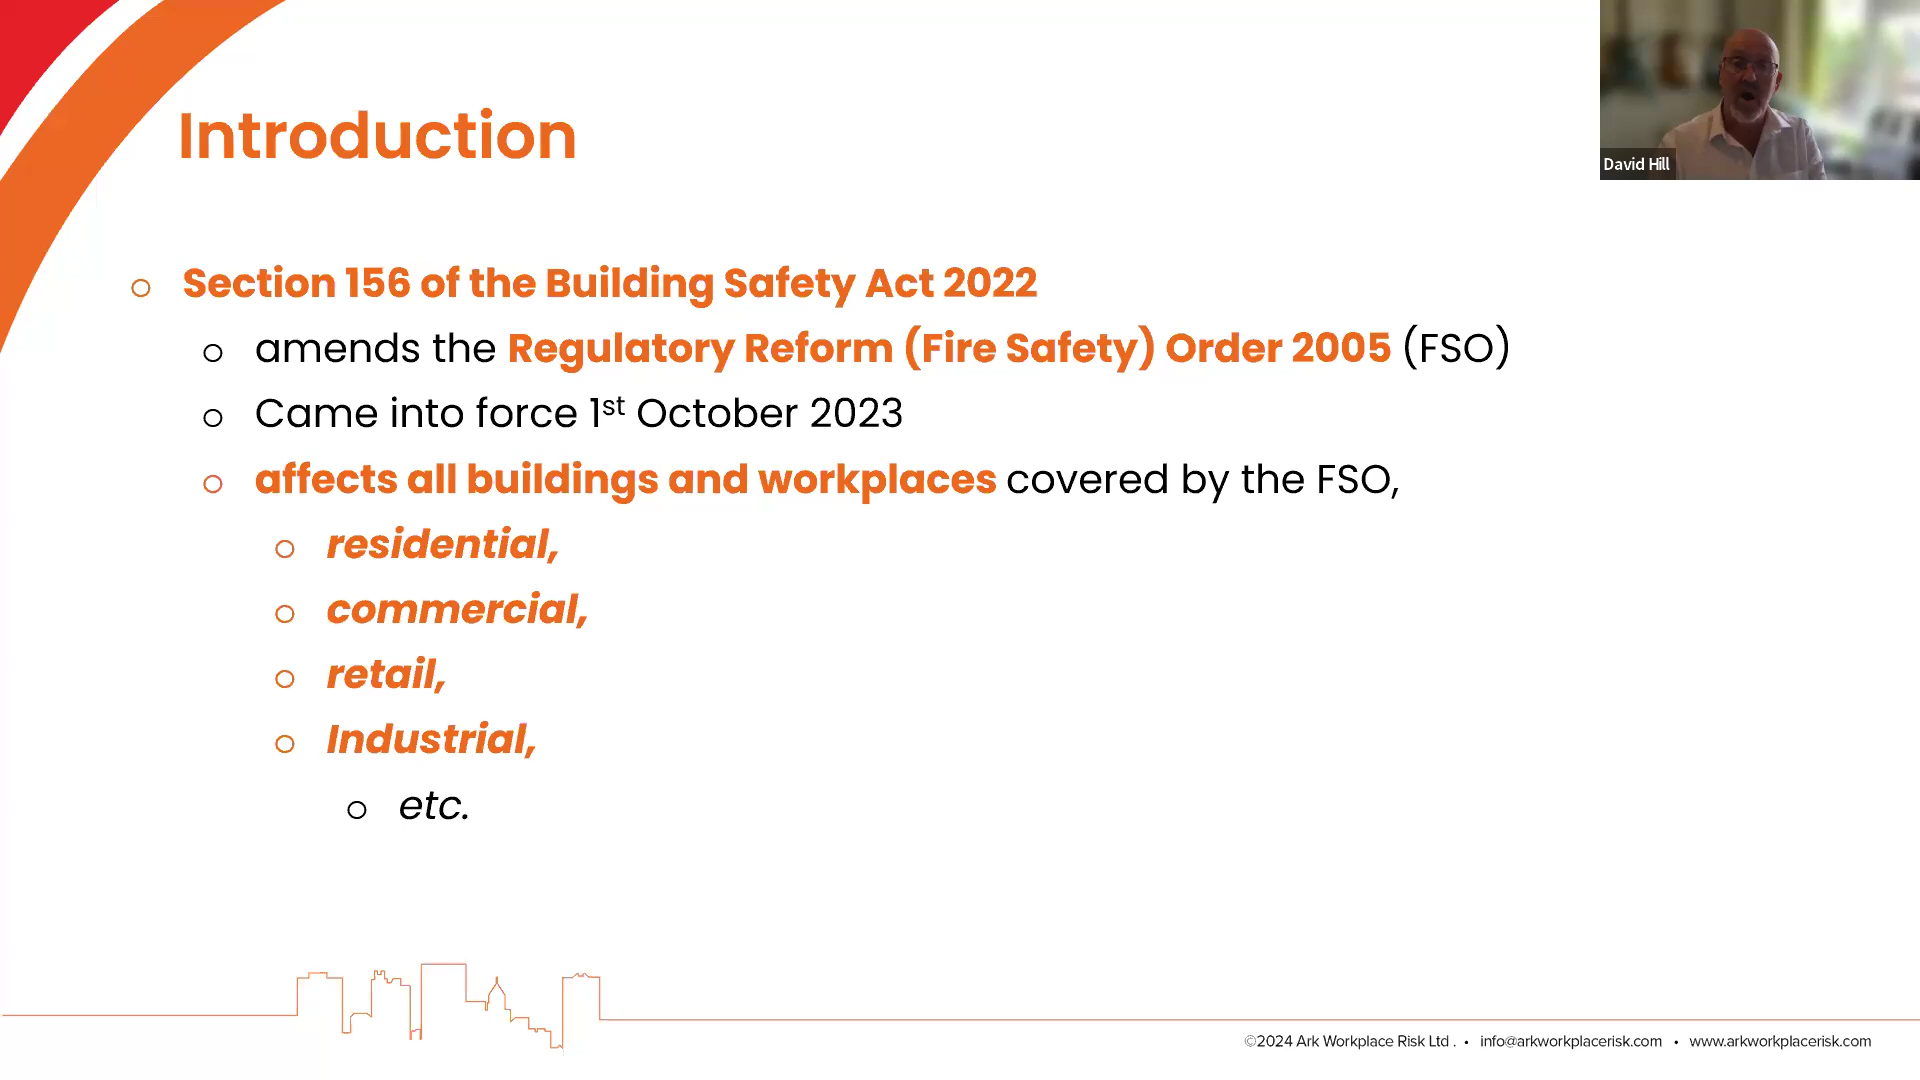 Introduction
David Hill
Section 156 of the Building Safety Act 2022
amends the Regulatory Reform (Fire Safety) Order 2005 (FSO)
Came into force 1st October 2023
affects all buildings and workplaces covered by the FSO,
residential,
commercial,
retail,
Industrial,
etc.
©2024 Ark Workplace Risk Ltd . • info@arkworkplacerisk.com • www.arkworkplacerisk.com